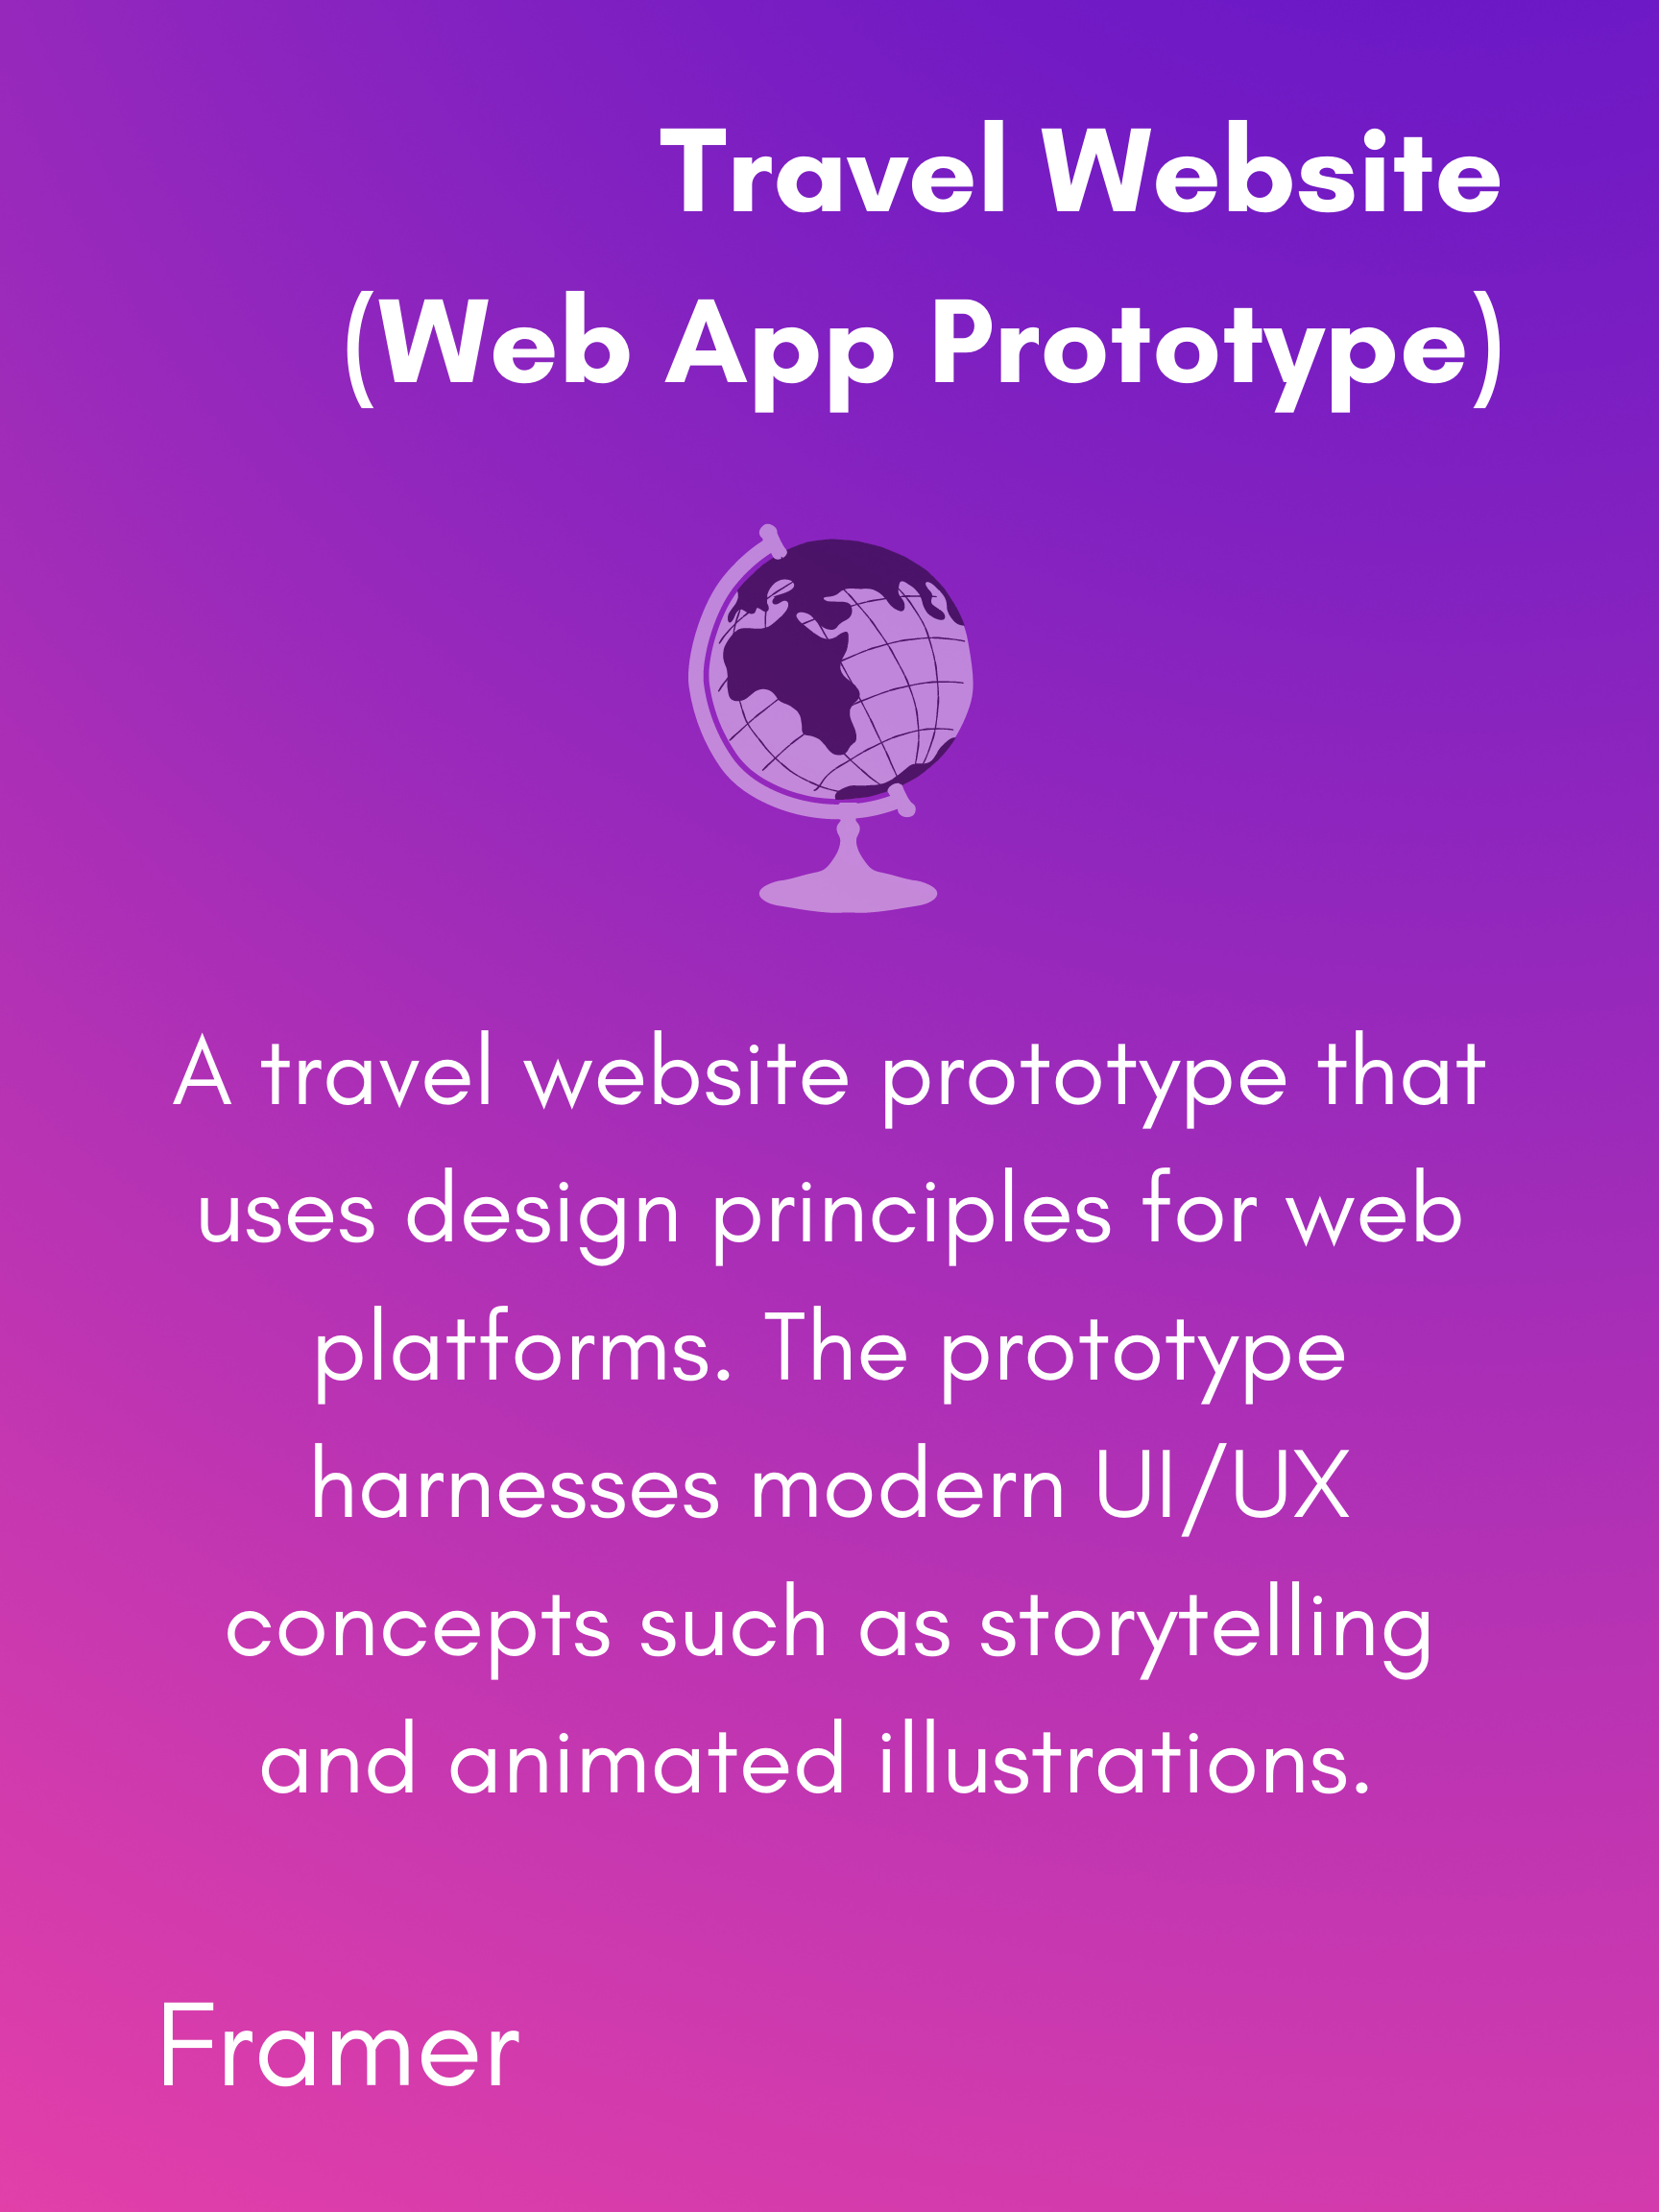 Travel Website
(Web App Prototype)
A travel website prototype that
uses design principles for web
platforms. The prototype
harnesses modern UI/UX
concepts such as storytelling
and animated illustrations.
Framer